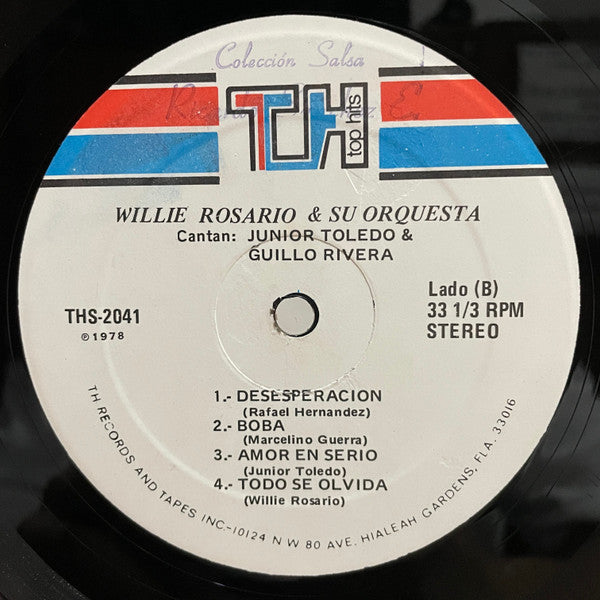 Colección Salsa
TH
top hits
WILLIE ROSARIO & SU ORQUESTA
Cantan: JUNIOR TOLEDO &
GUILLO RIVERA
Lado (B)
THS-2041
33 1/3 RPM
℗1978
STEREO
1.- DESESPERACION
(Rafael Hernandez)
2.- BOBA
(Marcelino Guerra)
3.- AMOR EN SERIO
(Junior Toledo)
4.- TODO SE OLVIDA
(Willie Rosario)
TH RECORDS AND TAPES INC-10124 N W 80 AVE. HIALEAH GARDENS, FLA. 33016